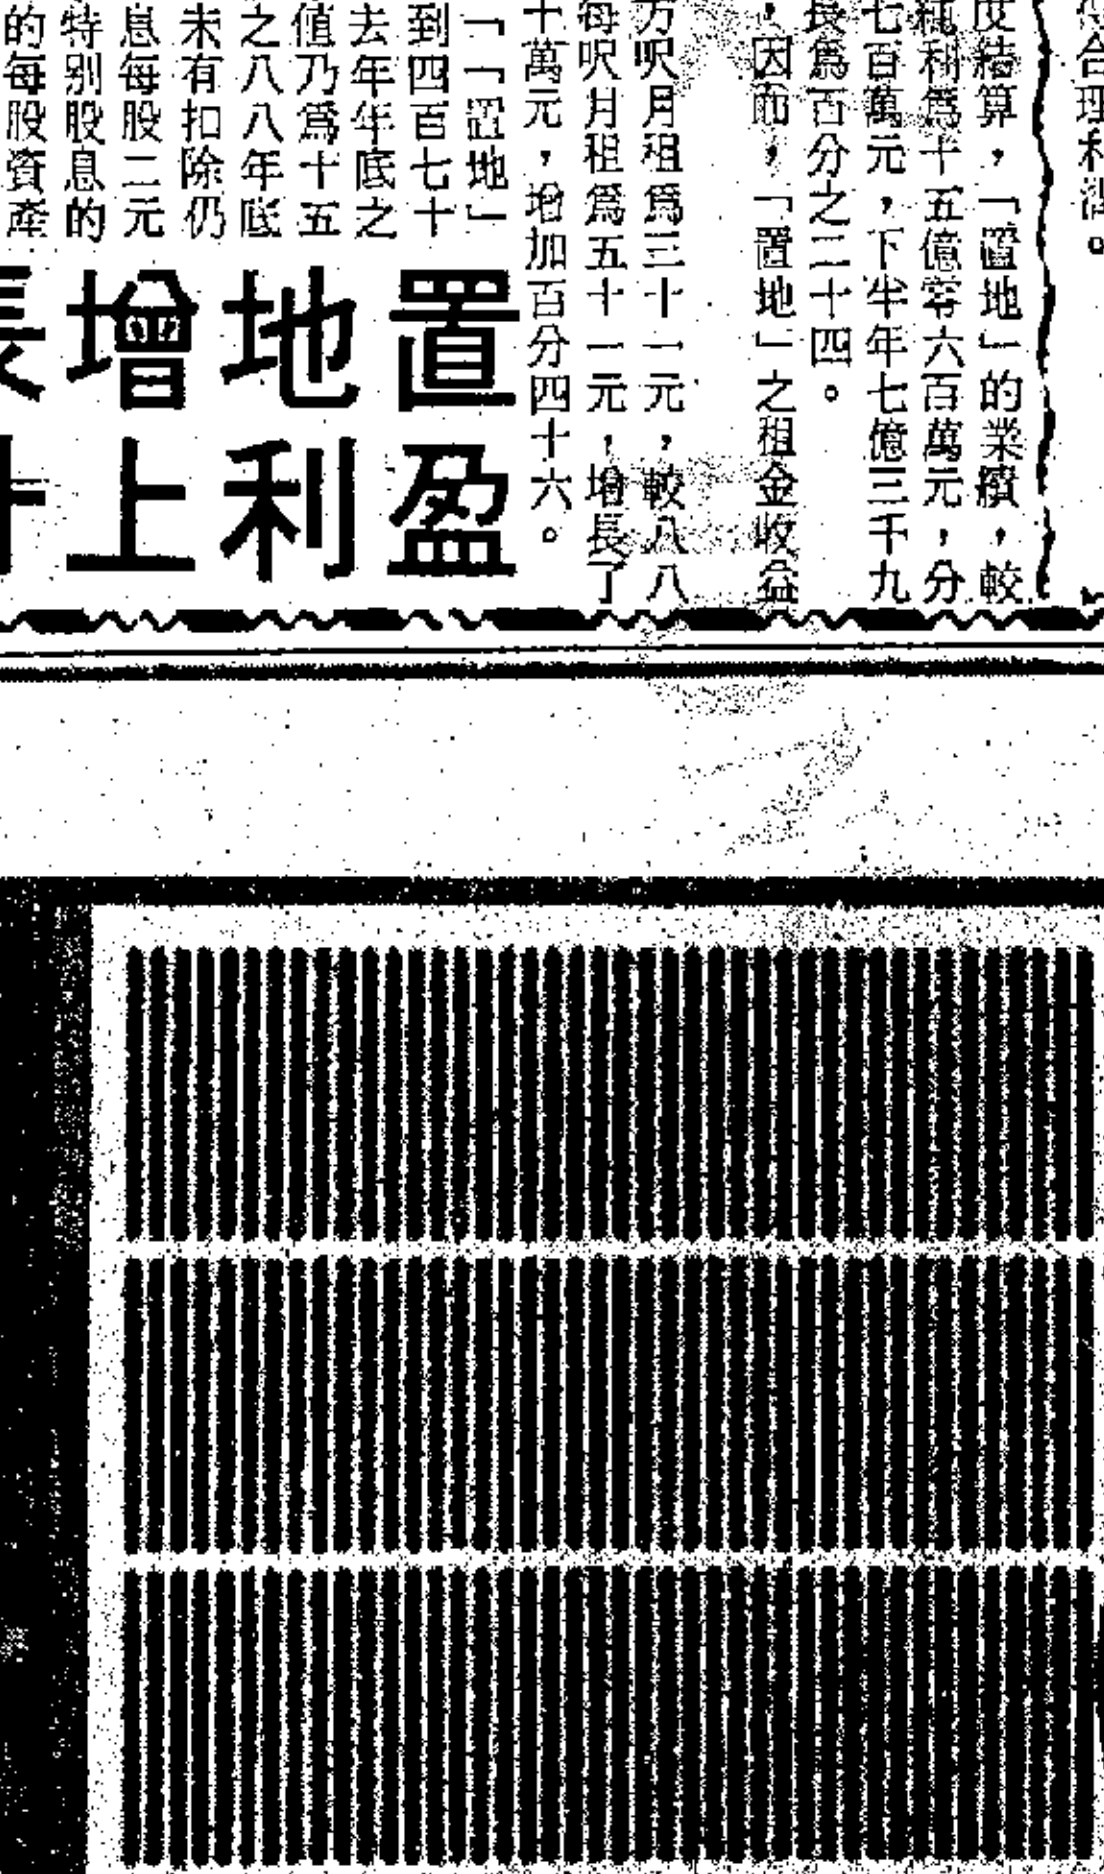 得合理利潤。
度結算，「置地」的業績，較
純利爲十五億零六百萬元，分
七百萬元，下半年七億三千九
長爲百分之二十四。
，因而，「置地」之租金收益
方呎月租爲三十一元，較八八
每呎月租爲五十一元，增長了
十萬元，增加百分四十六。
「「置地」
到四百七十
去年年底之
值乃爲十五
之八八年底
未有扣除仍
息每股二元
特別股息的
的每股資產
置地增長
盈利上升